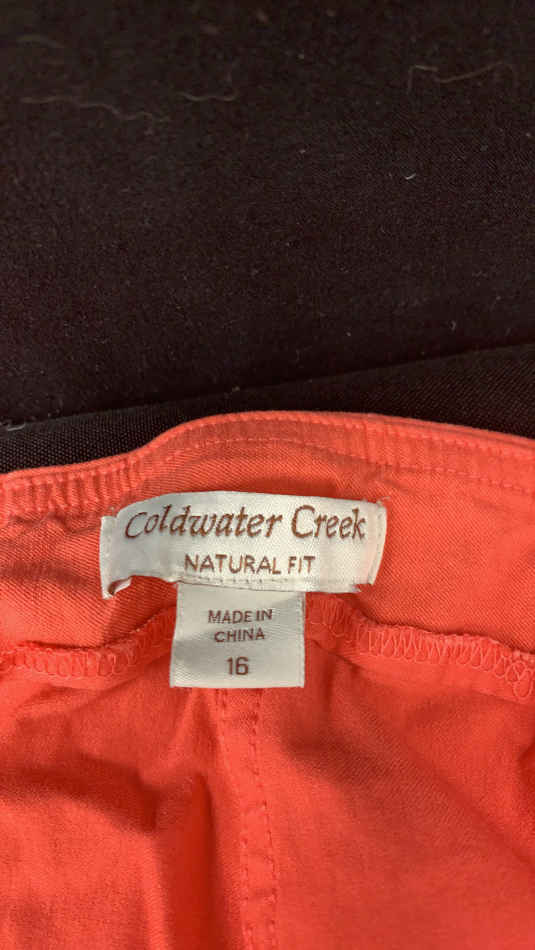 Coldwater Creek
NATURAL FIT
MADE IN
CHINA
16